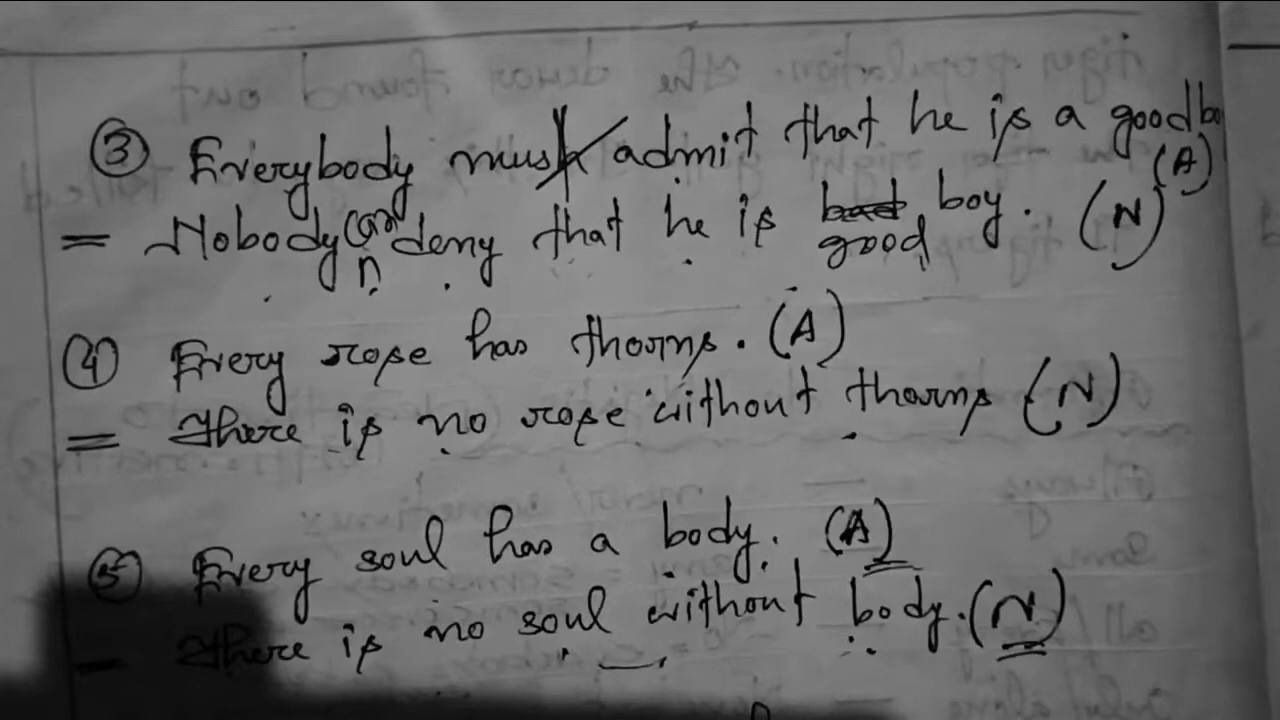 ③ Everybody must admit that he is a good bo
(A)
= Nobody can deny that he is bad good boy. (N)
④ Every rose has thorns. (A)
= There is no rose without thorns (N)
⑤ Every soul has a body. (A)
= There is no soul without body. (N)